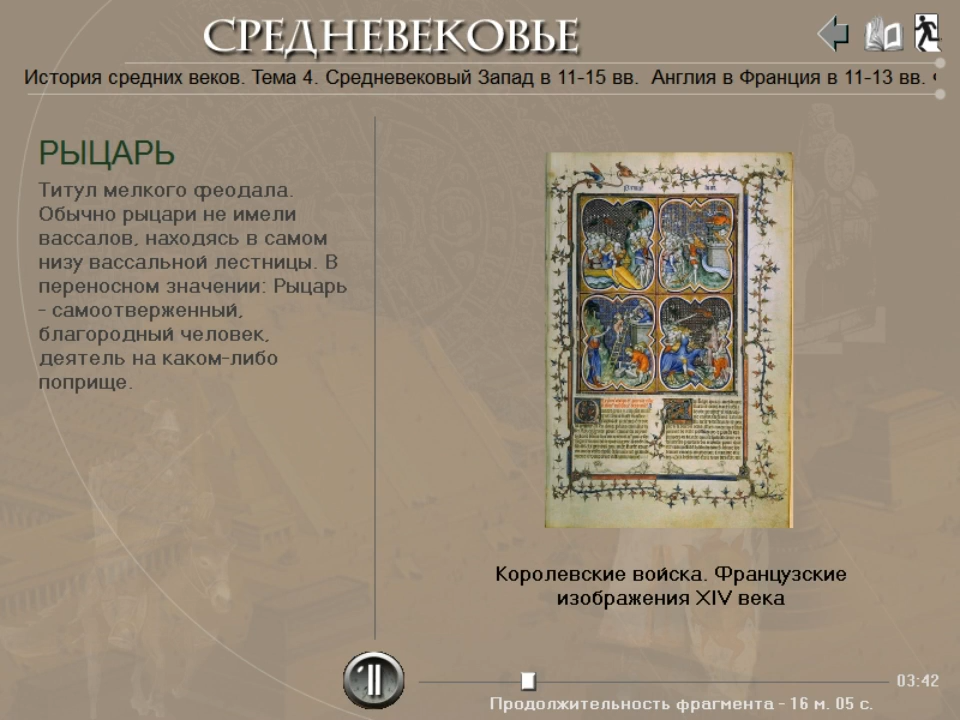 СРЕДНЕВЕКОВЬЕ
История средних веков. Тема 4. Средневековый Запад в 11-15 вв.  Англия в Франция в 11-13 вв.
РЫЦАРЬ
Титул мелкого феодала.
Обычно рыцари не имели
вассалов, находясь в самом
низу вассальной лестницы. В
переносном значении: Рыцарь
- самоотверженный,
благородный человек,
деятель на каком-либо
поприще.
Королевские войска. Французские
изображения XIV века
03:42
Продолжительность фрагмента - 16 м. 05 с.